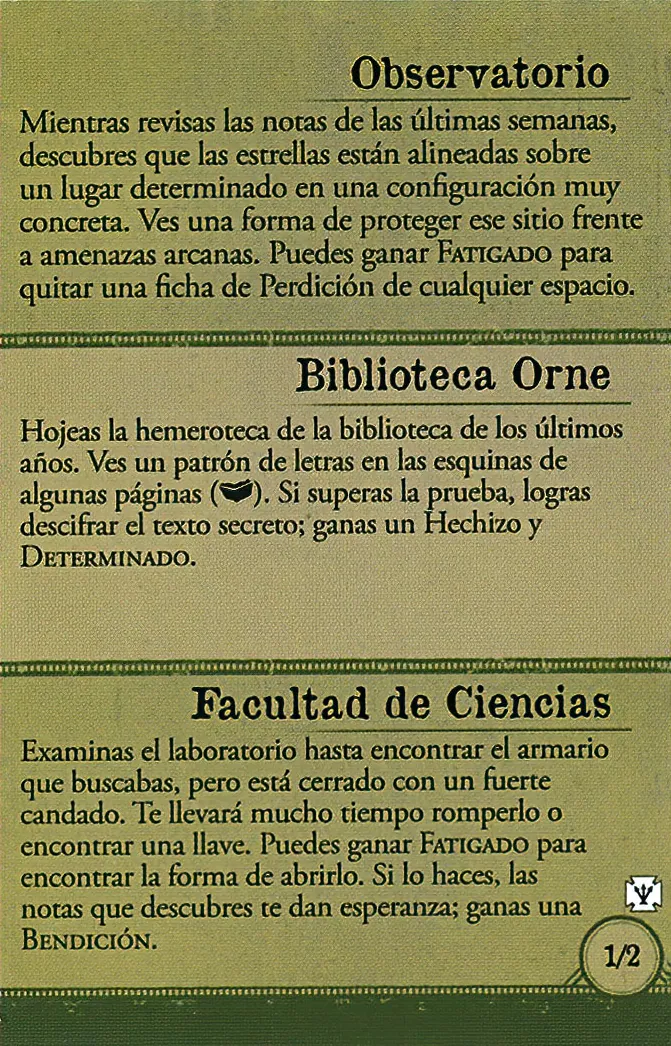 Observatorio
Mientras revisas las notas de las últimas semanas,
descubres que las estrellas están alineadas sobre
un lugar determinado en una configuración muy
concreta. Ves una forma de proteger ese sitio frente
a amenazas arcanas. Puedes ganar FATIGADO para
quitar una ficha de Perdición de cualquier espacio.
Biblioteca Orne
Hojeas la hemeroteca de la biblioteca de los últimos
años. Ves un patrón de letras en las esquinas de
algunas páginas (). Si superas la prueba, logras
descifrar el texto secreto; ganas un Hechizo y
DETERMINADO.
Facultad de Ciencias
Examinas el laboratorio hasta encontrar el armario
que buscabas, pero está cerrado con un fuerte
candado. Te llevará mucho tiempo romperlo o
encontrar una llave. Puedes ganar FATIGADO para
encontrar la forma de abrirlo. Si lo haces, las
notas que descubres te dan esperanza; ganas una
BENDICIÓN.
1/2